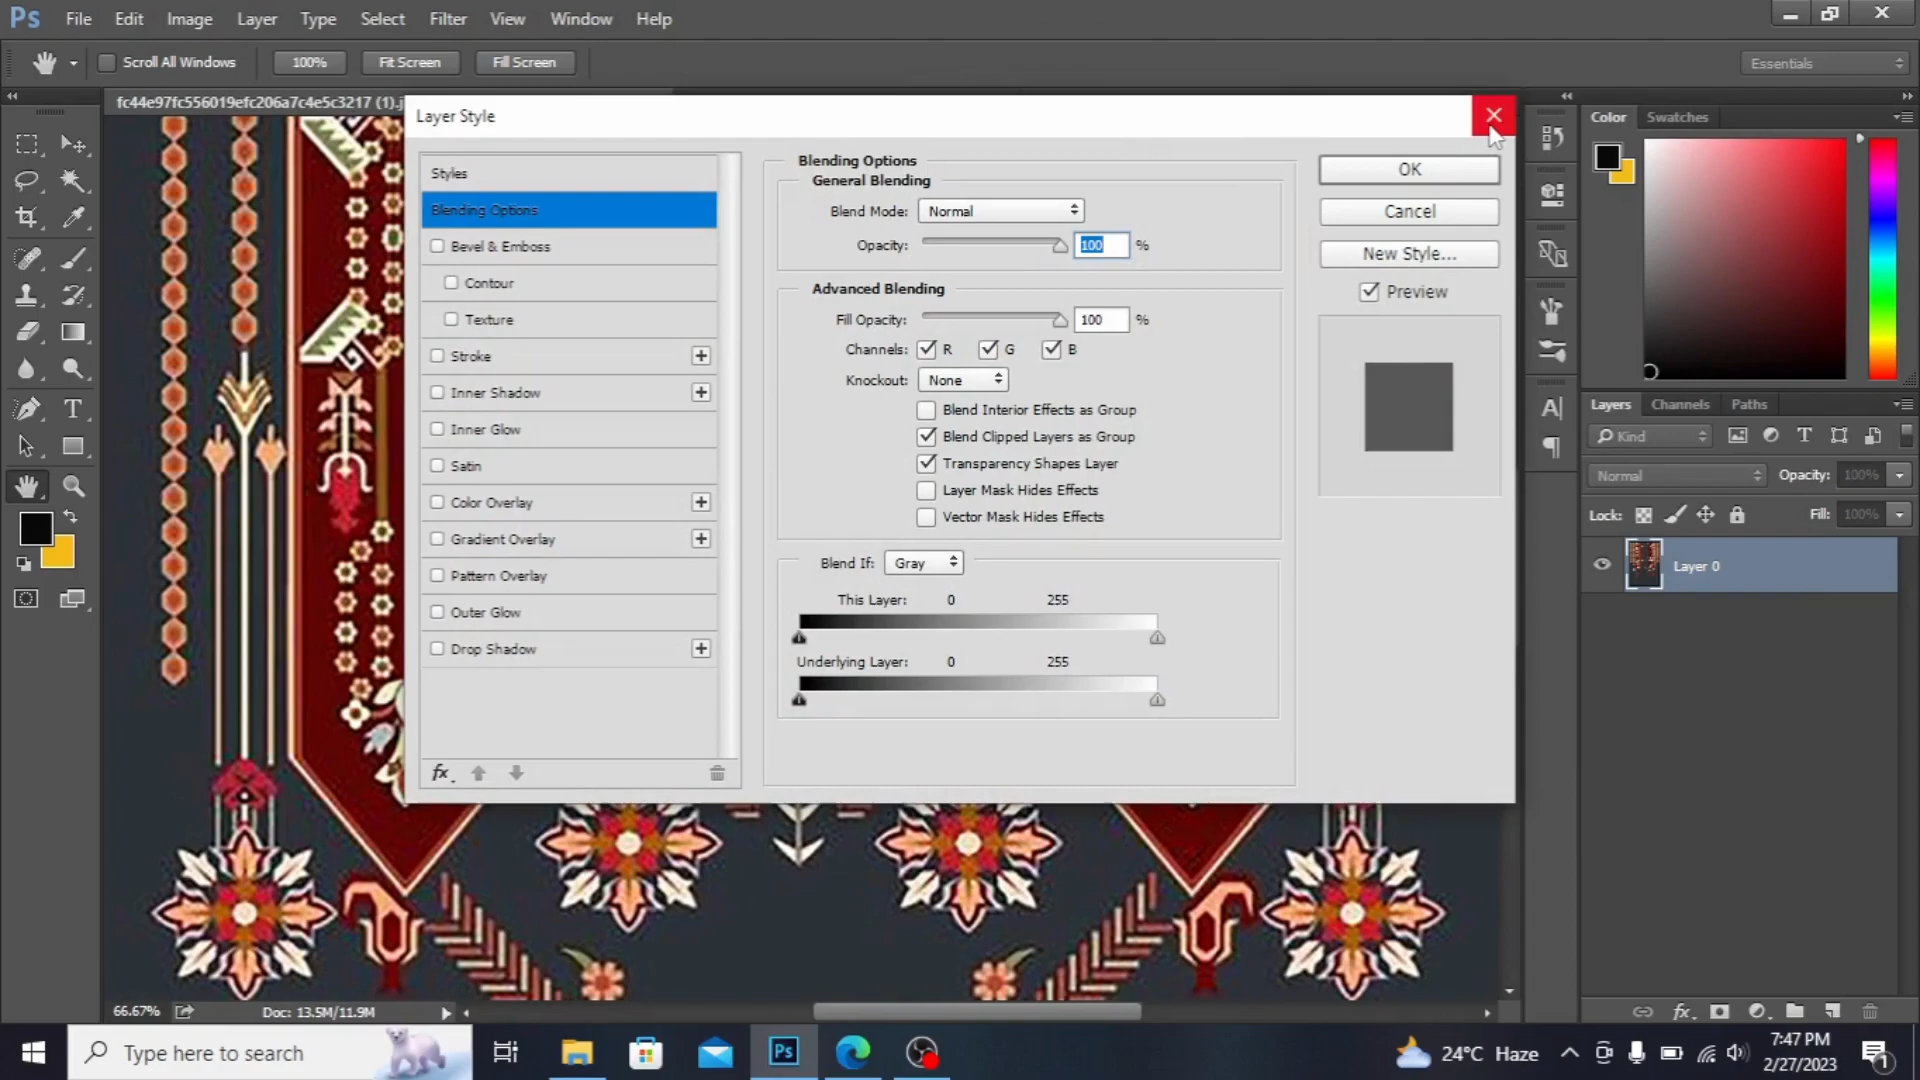 Ps File Edit Image Layer Type Select Filter View Window Help
Scroll All Windows 100% Fit Screen Fill Screen Essentials
fc44e97fc556019efc206a7c4e5c3217 (1).j
Layer Style
Styles
Blending Options
Bevel & Emboss
Contour
Texture
Stroke
Inner Shadow
Inner Glow
Satin
Color Overlay
Gradient Overlay
Pattern Overlay
Outer Glow
Drop Shadow
fx
Blending Options
General Blending
Blend Mode: Normal
Opacity: 100 %
Advanced Blending
Fill Opacity: 100 %
Channels: R G B
Knockout: None
Blend Interior Effects as Group
Blend Clipped Layers as Group
Transparency Shapes Layer
Layer Mask Hides Effects
Vector Mask Hides Effects
Blend If: Gray
This Layer: 0 255
Underlying Layer: 0 255
OK
Cancel
New Style...
Preview
Color Swatches
Layers Channels Paths
Kind
Normal Opacity: 100%
Lock: Fill: 100%
Layer 0
fx
66.67% Doc: 13.5M/11.9M
Type here to search
Ps
24°C Haze
7:47 PM
2/27/2023
1